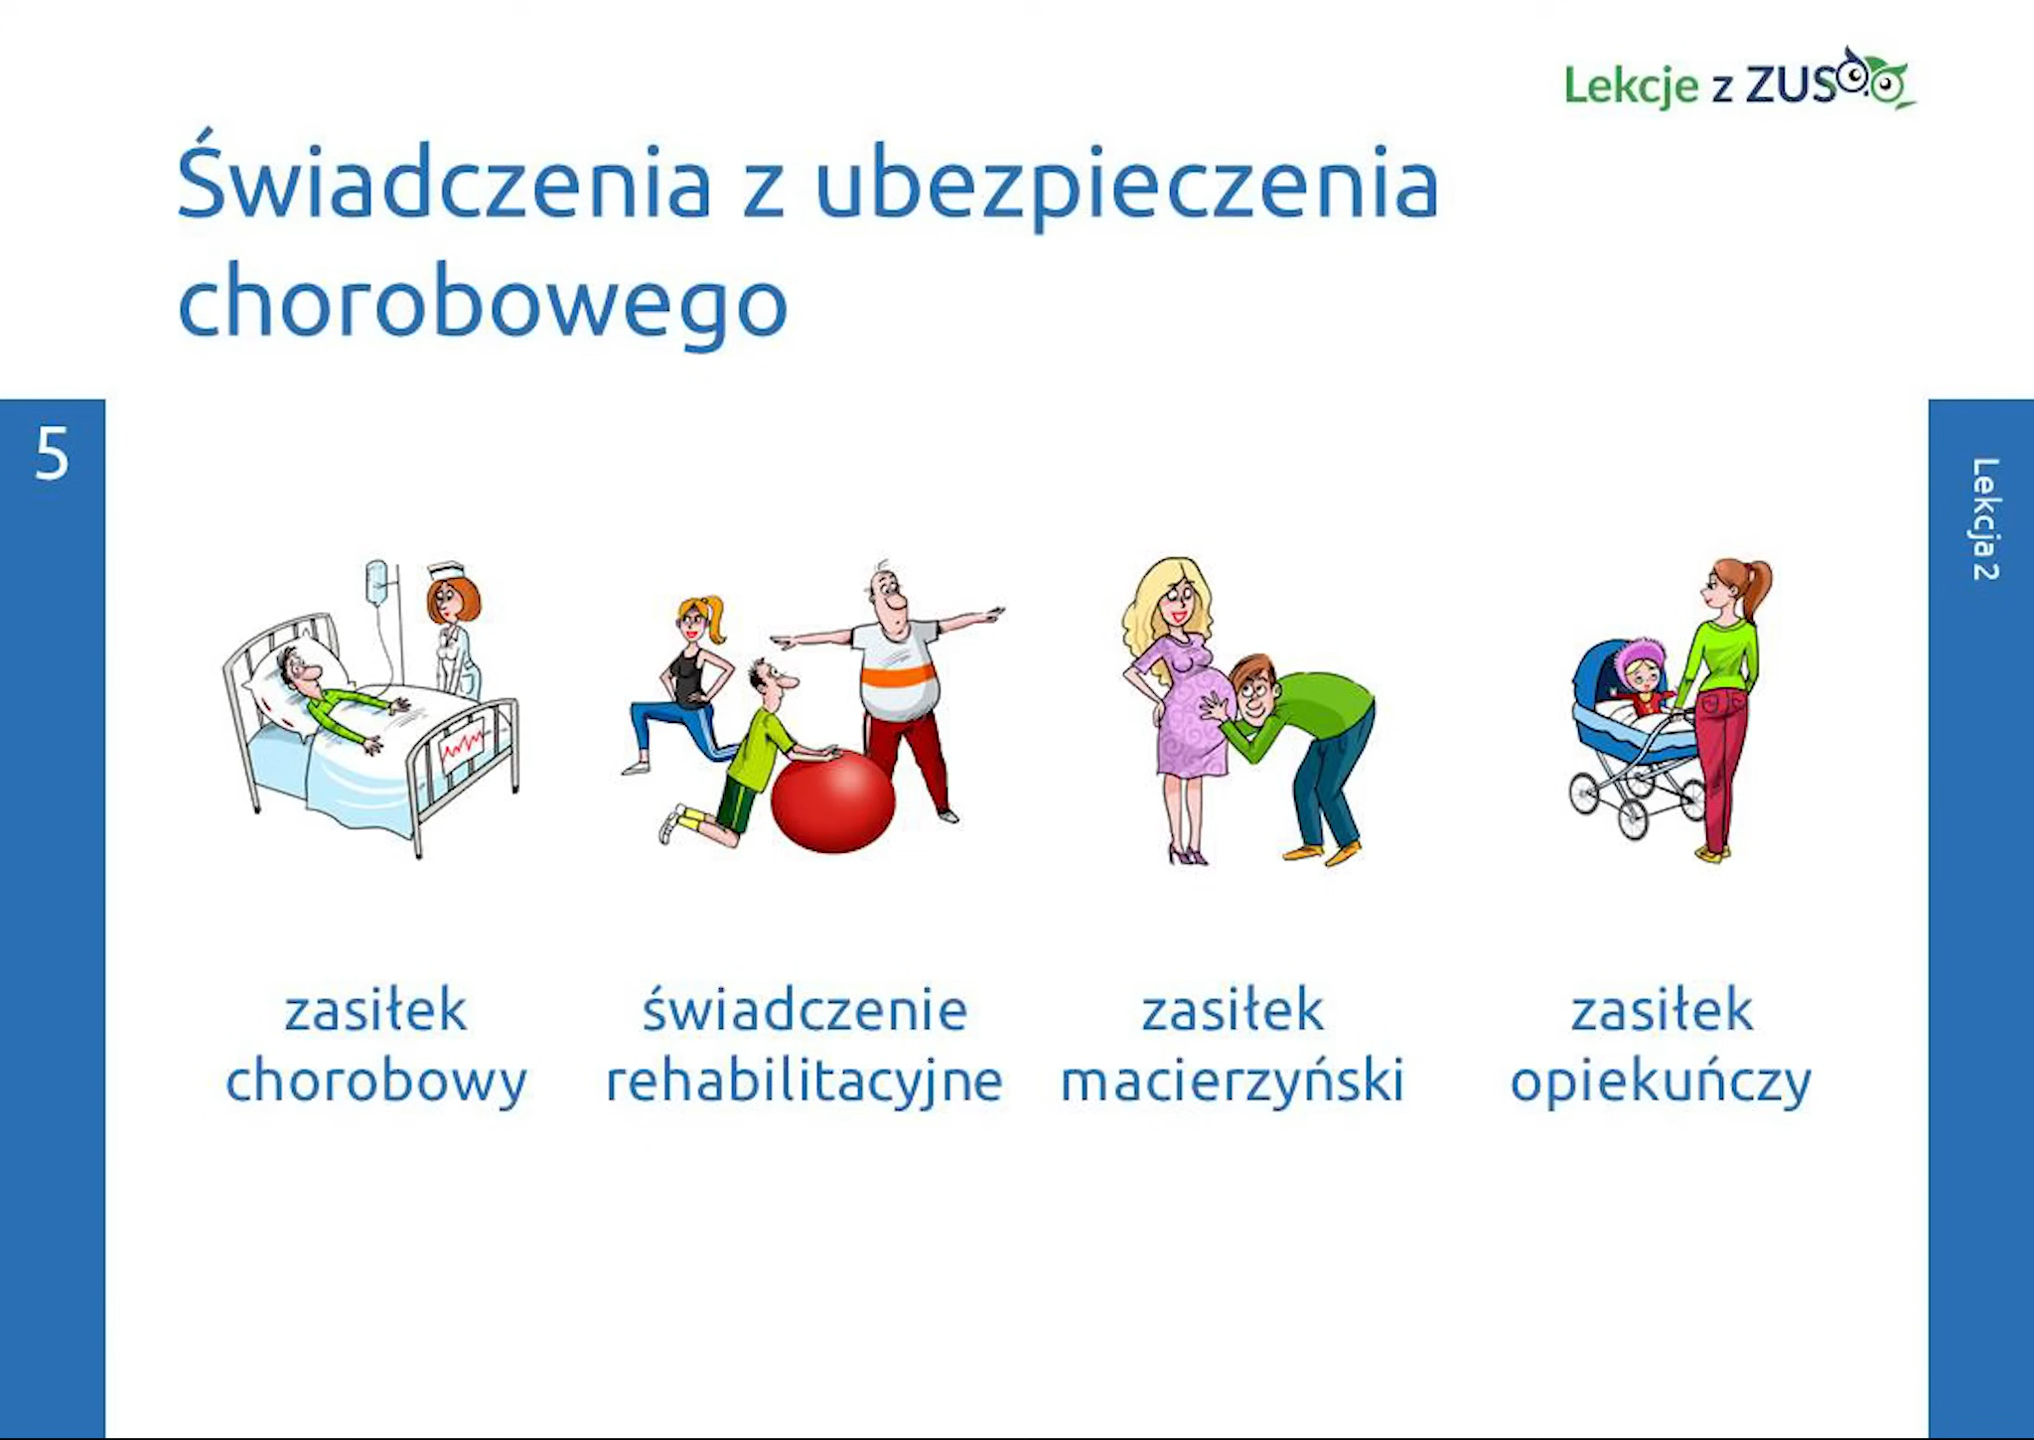 Lekcje z ZUS
Świadczenia z ubezpieczenia
chorobowego
5
Lekcja 2
zasiłek
chorobowy
świadczenie
rehabilitacyjne
zasiłek
macierzyński
zasiłek
opiekuńczy